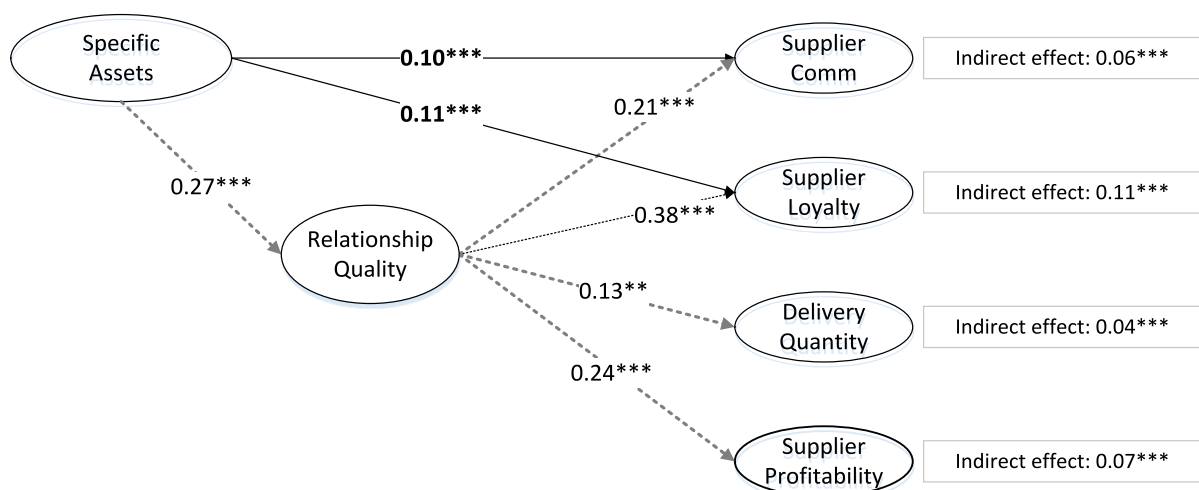 Specific
Assets
0.10***
Supplier
Comm
Indirect effect: 0.06***
0.21***
0.11***
0.27***
Supplier
Loyalty
Indirect effect: 0.11***
0.38***
Relationship
Quality
0.13**
Delivery
Quantity
Indirect effect: 0.04***
0.24***
Supplier
Profitability
Indirect effect: 0.07***